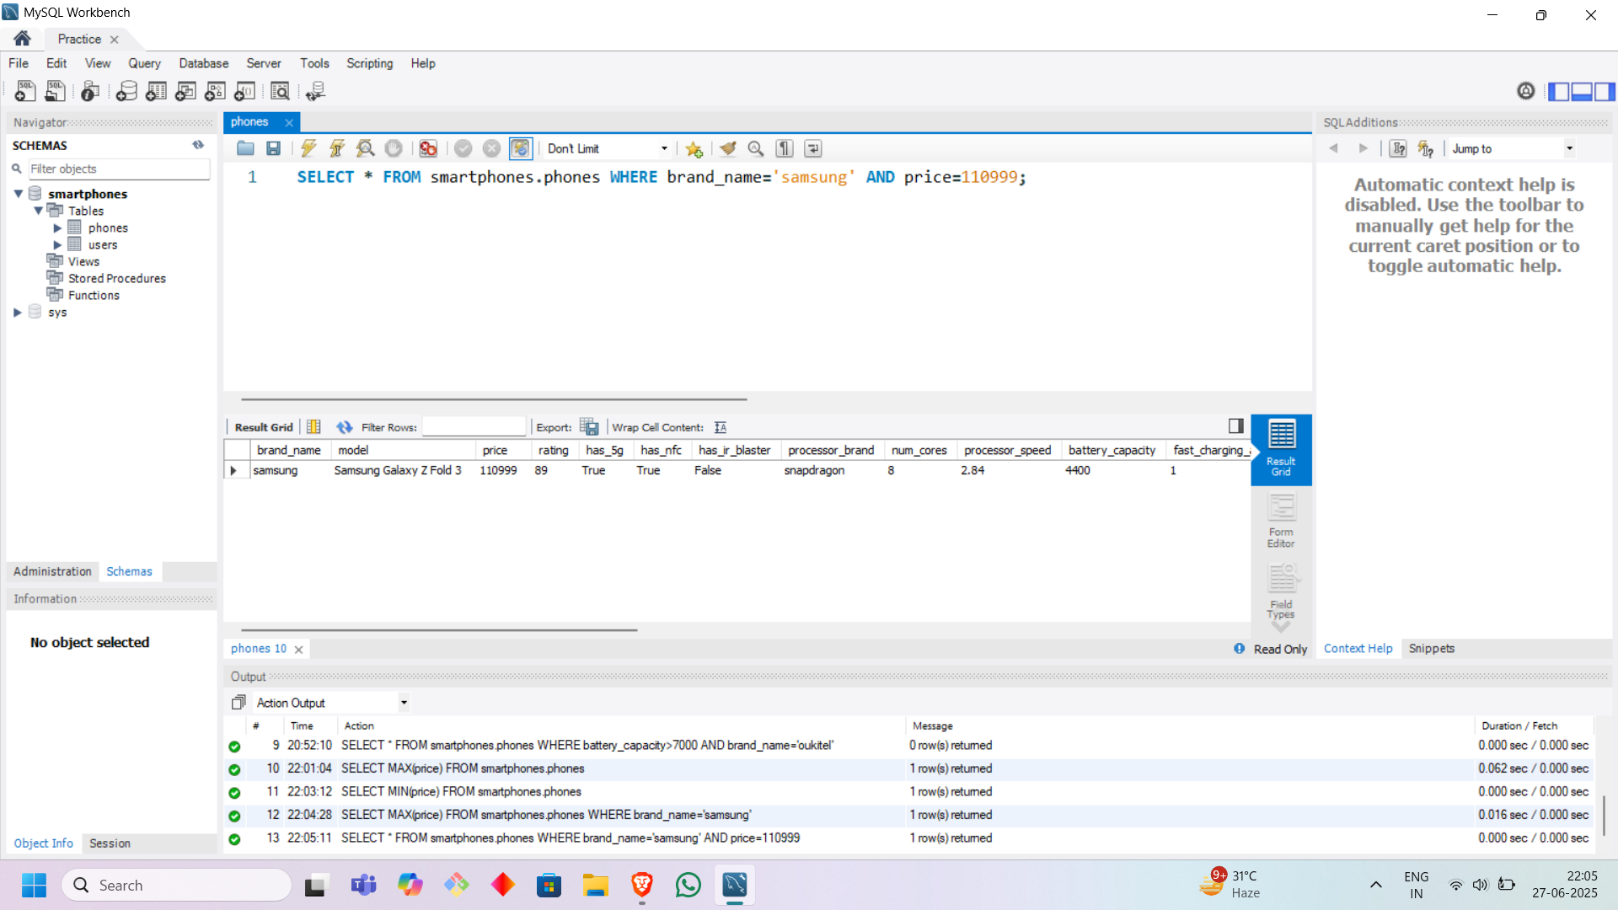 MySQL Workbench
Practice
File Edit View Query Database Server Tools Scripting Help
Navigator
SCHEMAS
Filter objects
smartphones
Tables
phones
users
Views
Stored Procedures
Functions
sys
Administration Schemas
Information
No object selected
Object Info Session
phones
Don't Limit
1 SELECT * FROM smartphones.phones WHERE brand_name='samsung' AND price=110999;
Result Grid Filter Rows: Export: Wrap Cell Content:
brand_name model price rating has_5g has_nfc has_ir_blaster processor_brand num_cores processor_speed battery_capacity fast_charging_
samsung Samsung Galaxy Z Fold 3 110999 89 True True False snapdragon 8 2.84 4400 1
Result Grid
Form Editor
Field Types
phones 10
Read Only
SQLAdditions
Jump to
Automatic context help is
disabled. Use the toolbar to
manually get help for the
current caret position or to
toggle automatic help.
Context Help Snippets
Output
Action Output
# Time Action Message Duration / Fetch
9 20:52:10 SELECT * FROM smartphones.phones WHERE battery_capacity>7000 AND brand_name='oukitel' 0 row(s) returned 0.000 sec / 0.000 sec
10 22:01:04 SELECT MAX(price) FROM smartphones.phones 1 row(s) returned 0.062 sec / 0.000 sec
11 22:03:12 SELECT MIN(price) FROM smartphones.phones 1 row(s) returned 0.000 sec / 0.000 sec
12 22:04:28 SELECT MAX(price) FROM smartphones.phones WHERE brand_name='samsung' 1 row(s) returned 0.016 sec / 0.000 sec
13 22:05:11 SELECT * FROM smartphones.phones WHERE brand_name='samsung' AND price=110999 1 row(s) returned 0.000 sec / 0.000 sec
Search
9+
31°C
Haze
ENG
IN
22:05
27-06-2025